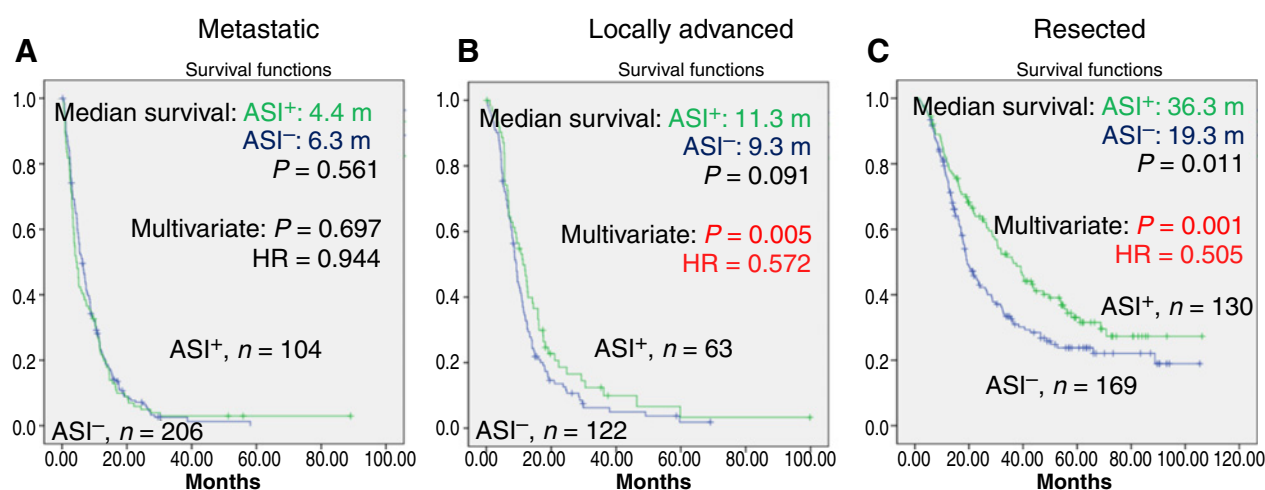 Metastatic
A
Survival functions
1.0
Median survival: ASI+: 4.4 m
ASI–: 6.3 m
P = 0.561
0.8
Multivariate: P = 0.697
HR = 0.944
0.6
0.4
ASI+, n = 104
0.2
0.0
ASI–, n = 206
0.00 20.00 40.00 60.00 80.00 100.00
Months
Locally advanced
B
Survival functions
1.0
Median survival: ASI+: 11.3 m
ASI–: 9.3 m
P = 0.091
0.8
Multivariate: P = 0.005
HR = 0.572
0.6
0.4
ASI+, n = 63
0.2
0.0
ASI–, n = 122
0.00 20.00 40.00 60.00 80.00 100.00
Months
Resected
C
Survival functions
1.0
Median survival: ASI+: 36.3 m
ASI–: 19.3 m
P = 0.011
0.8
Multivariate: P = 0.001
HR = 0.505
0.6
0.4
ASI+, n = 130
0.2
ASI–, n = 169
0.0
0.00 20.00 40.00 60.00 80.00 100.00 120.00
Months